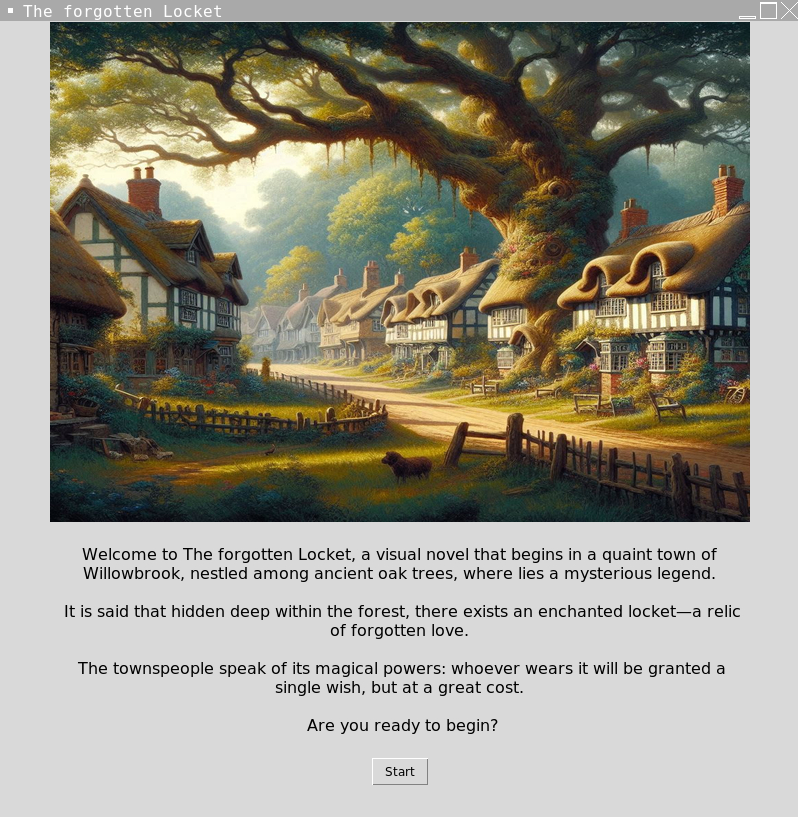 The forgotten Locket
Welcome to The forgotten Locket, a visual novel that begins in a quaint town of
Willowbrook, nestled among ancient oak trees, where lies a mysterious legend.
It is said that hidden deep within the forest, there exists an enchanted locket—a relic
of forgotten love.
The townspeople speak of its magical powers: whoever wears it will be granted a
single wish, but at a great cost.
Are you ready to begin?
Start